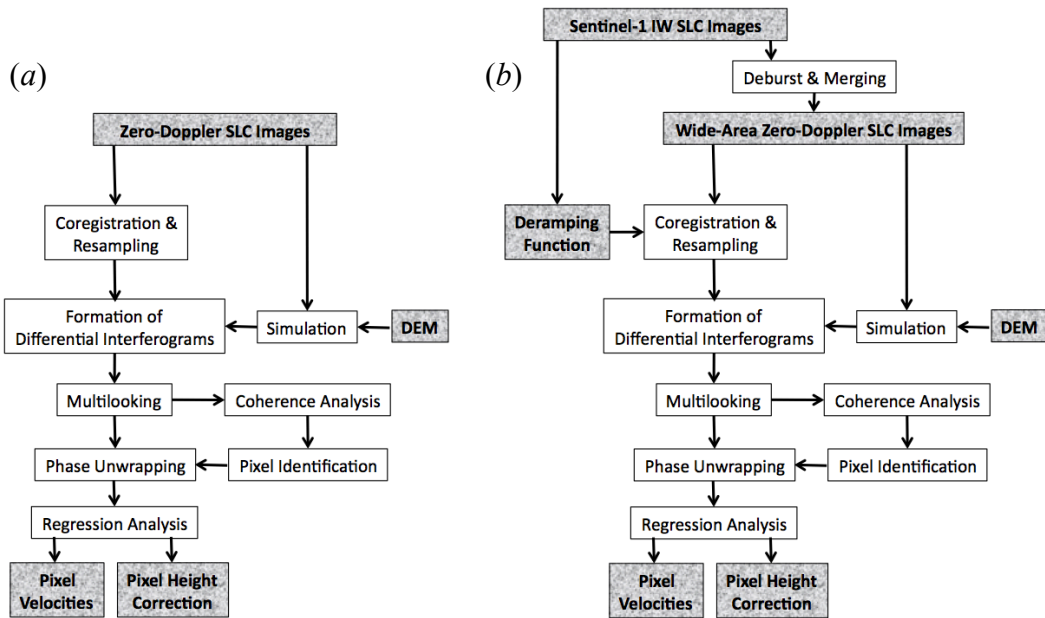 (a)
Zero-Doppler SLC Images
Coregistration &
Resampling
Formation of
Differential Interferograms
Simulation
DEM
Multilooking
Coherence Analysis
Phase Unwrapping
Pixel Identification
Regression Analysis
Pixel
Velocities
Pixel Height
Correction
(b)
Sentinel-1 IW SLC Images
Deburst & Merging
Wide-Area Zero-Doppler SLC Images
Deramping
Function
Coregistration &
Resampling
Formation of
Differential Interferograms
Simulation
DEM
Multilooking
Coherence Analysis
Phase Unwrapping
Pixel Identification
Regression Analysis
Pixel
Velocities
Pixel Height
Correction